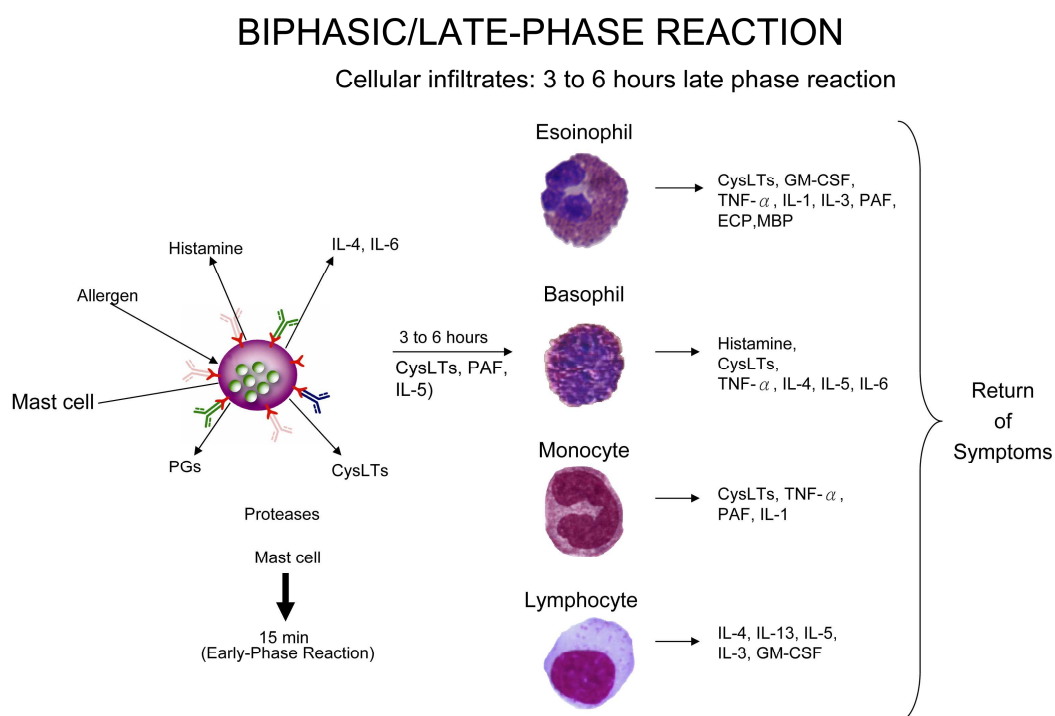 BIPHASIC/LATE-PHASE REACTION
Cellular infiltrates: 3 to 6 hours late phase reaction
Histamine
IL-4, IL-6
Allergen
Mast cell
PGs
CysLTs
Proteases
Mast cell
15 min
(Early-Phase Reaction)
3 to 6 hours
CysLTs, PAF,
IL-5)
Esoinophil
CysLTs, GM-CSF,
TNF-α, IL-1, IL-3, PAF,
ECP,MBP
Basophil
Histamine,
CysLTs,
TNF-α, IL-4, IL-5, IL-6
Monocyte
CysLTs, TNF-α,
PAF, IL-1
Lymphocyte
IL-4, IL-13, IL-5,
IL-3, GM-CSF
Return
of
Symptoms